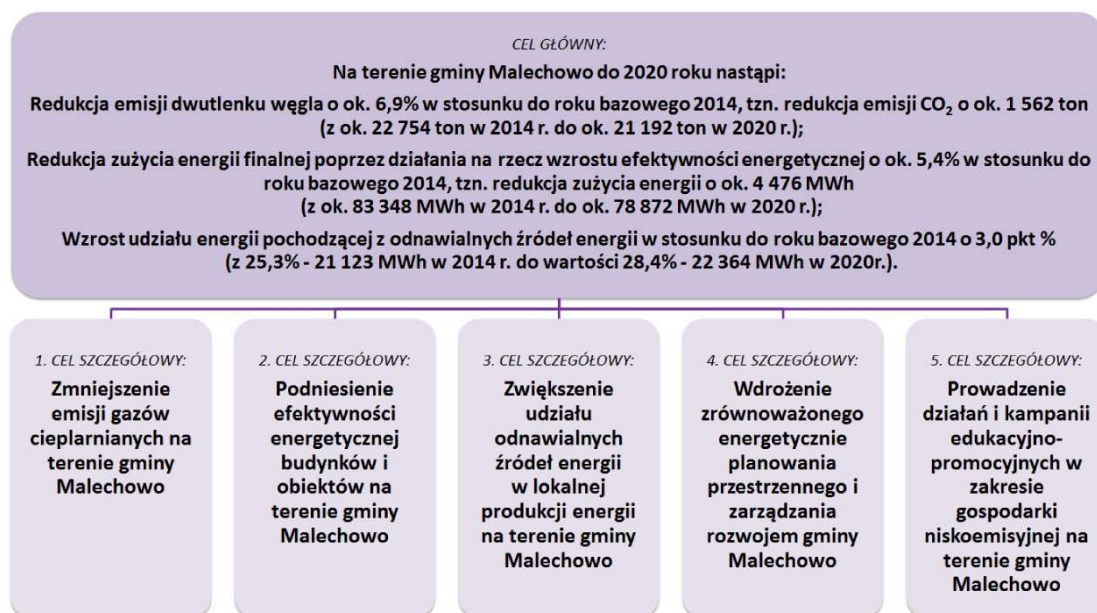 CEL GŁÓWNY:
Na terenie gminy Malechowo do 2020 roku nastąpi:
Redukcja emisji dwutlenku węgla o ok. 6,9% w stosunku do roku bazowego 2014, tzn. redukcja emisji CO₂ o ok. 1 562 ton
(z ok. 22 754 ton w 2014 r. do ok. 21 192 ton w 2020 r.);
Redukcja zużycia energii finalnej poprzez działania na rzecz wzrostu efektywności energetycznej o ok. 5,4% w stosunku do
roku bazowego 2014, tzn. redukcja zużycia energii o ok. 4 476 MWh
(z ok. 83 348 MWh w 2014 r. do ok. 78 872 MWh w 2020 r.);
Wzrost udziału energii pochodzącej z odnawialnych źródeł energii w stosunku do roku bazowego 2014 o 3,0 pkt %
(z 25,3% - 21 123 MWh w 2014 r. do wartości 28,4% - 22 364 MWh w 2020r.).
1. CEL SZCZEGÓŁOWY:
Zmniejszenie
emisji gazów
cieplarnianych na
terenie gminy
Malechowo
2. CEL SZCZEGÓŁOWY:
Podniesienie
efektywności
energetycznej
budynków i
obiektów na
terenie gminy
Malechowo
3. CEL SZCZEGÓŁOWY:
Zwiększenie
udziału
odnawialnych
źródeł energii
w lokalnej
produkcji energii
na terenie gminy
Malechowo
4. CEL SZCZEGÓŁOWY:
Wdrożenie
zrównoważonego
energetycznie
planowania
przestrzennego i
zarządzania
rozwojem gminy
Malechowo
5. CEL SZCZEGÓŁOWY:
Prowadzenie
działań i kampanii
edukacyjno-
promocyjnych w
zakresie
gospodarki
niskoemisyjnej na
terenie gminy
Malechowo